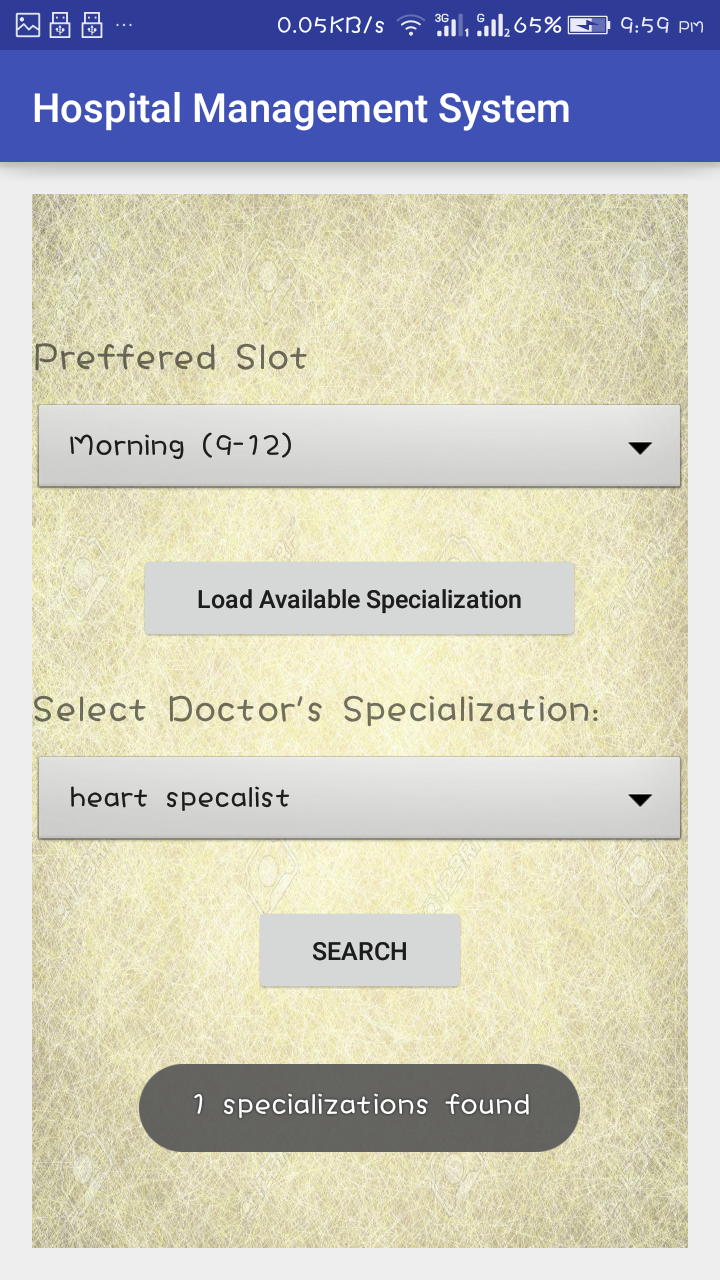 0.05KB/s 3G 1 G 2 65% 9:59 PM
Hospital Management System
Preffered Slot
Morning (9-12)
Load Available Specialization
Select Doctor's Specialization:
heart specalist
SEARCH
1 specializations found